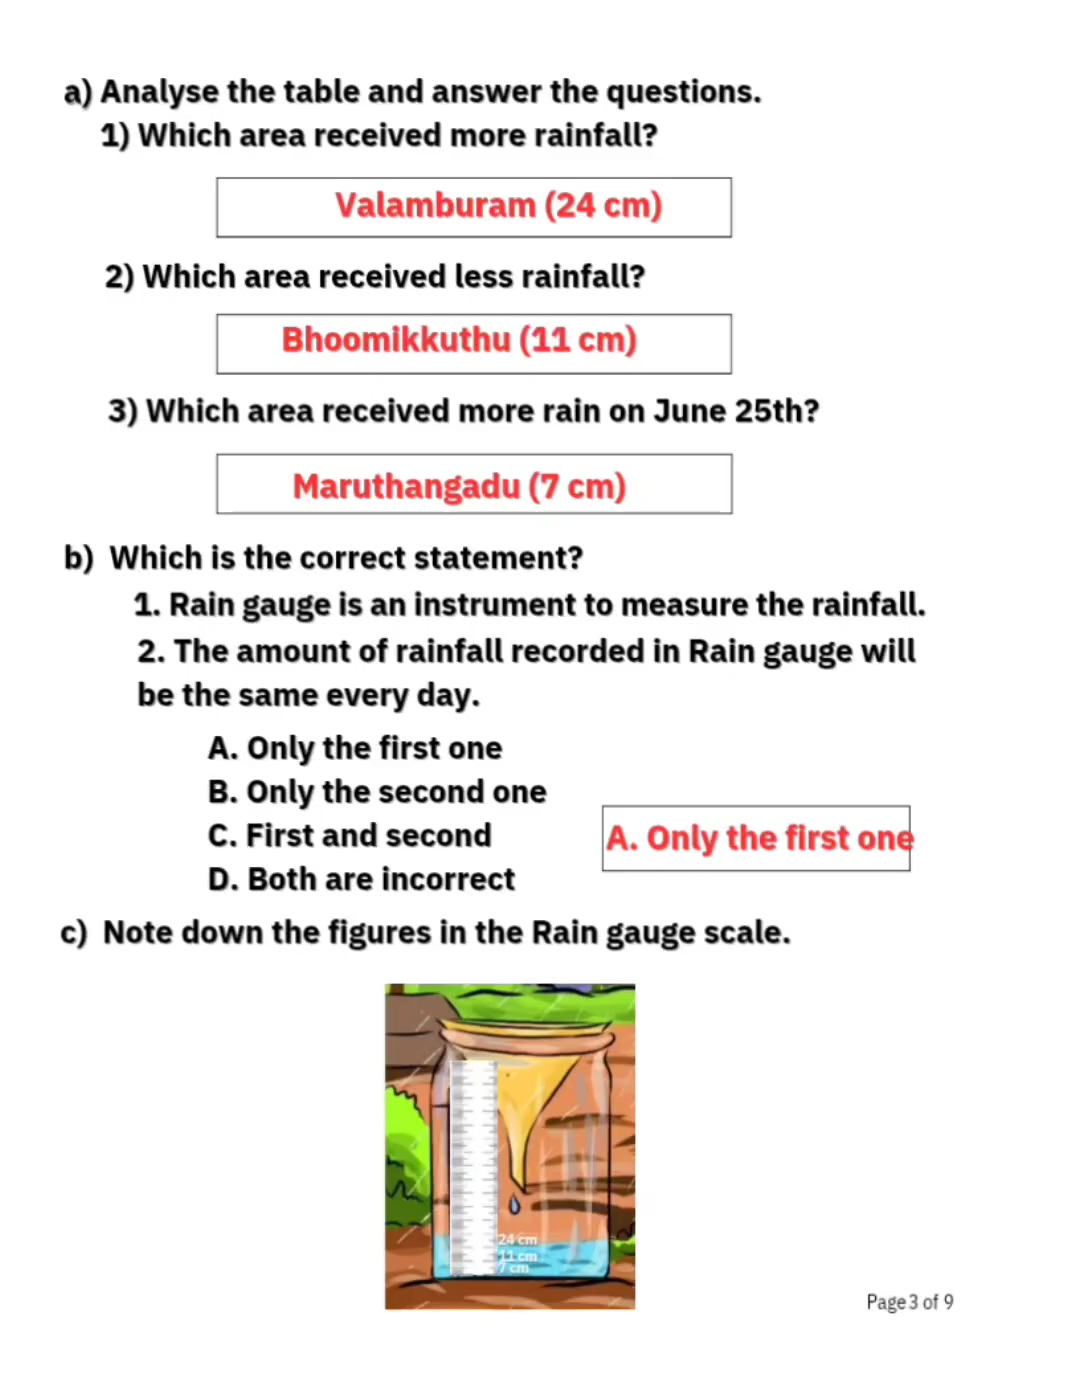 a) Analyse the table and answer the questions.
1) Which area received more rainfall?
Valamburam (24 cm)
2) Which area received less rainfall?
Bhoomikkuthu (11 cm)
3) Which area received more rain on June 25th?
Maruthangadu (7 cm)
b) Which is the correct statement?
1. Rain gauge is an instrument to measure the rainfall.
2. The amount of rainfall recorded in Rain gauge will
be the same every day.
A. Only the first one
B. Only the second one
C. First and second
D. Both are incorrect
A. Only the first one
c) Note down the figures in the Rain gauge scale.
24 cm
11 cm
7 cm
Page 3 of 9